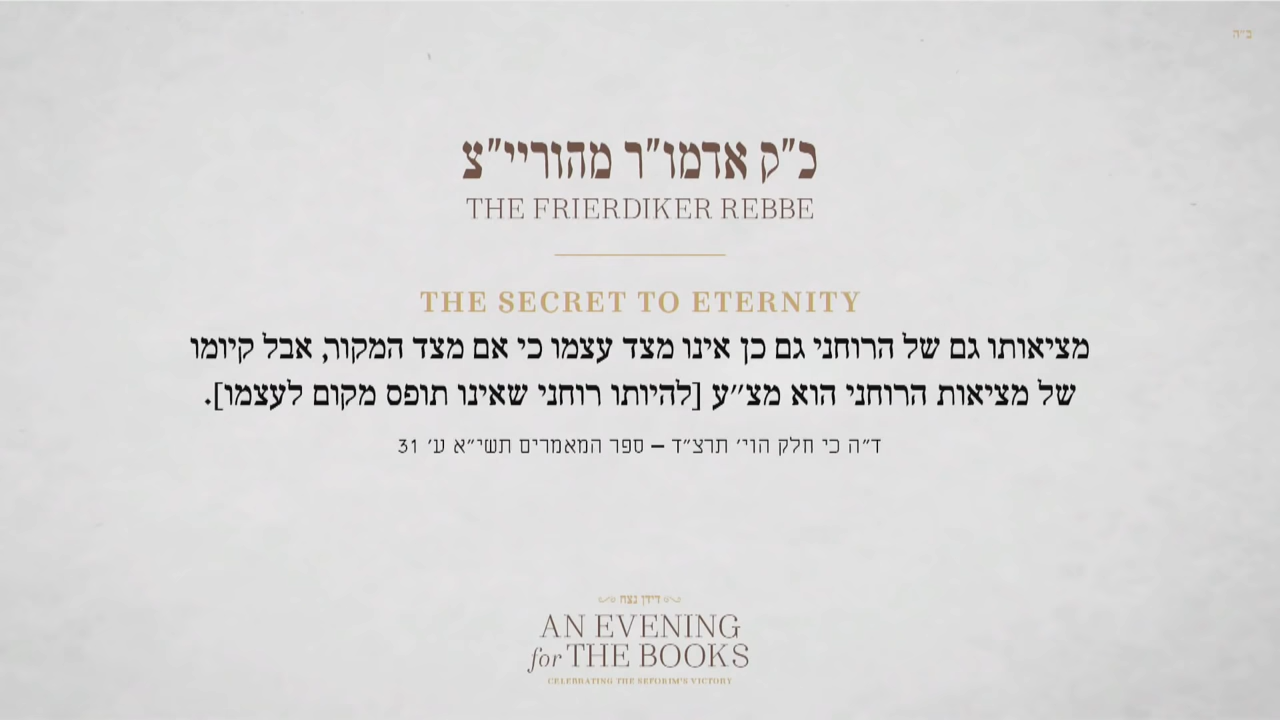 ב״ה
כ"ק אדמו"ר מהוריי"צ
THE FRIERDIKER REBBE
THE SECRET TO ETERNITY
מציאותו גם של הרוחני גם כן אינו מצד עצמו כי אם מצד המקור, אבל קיומו
של מציאות הרוחני הוא מצ״ע [להיותו רוחני שאינו תופס מקום לעצמו].
ד״ה כי חלק הוי׳ תרצ״ד – ספר המאמרים תשי״א ע׳ 31
דידן נצח
AN EVENING
for THE BOOKS
CELEBRATING THE SEFORIM'S VICTORY